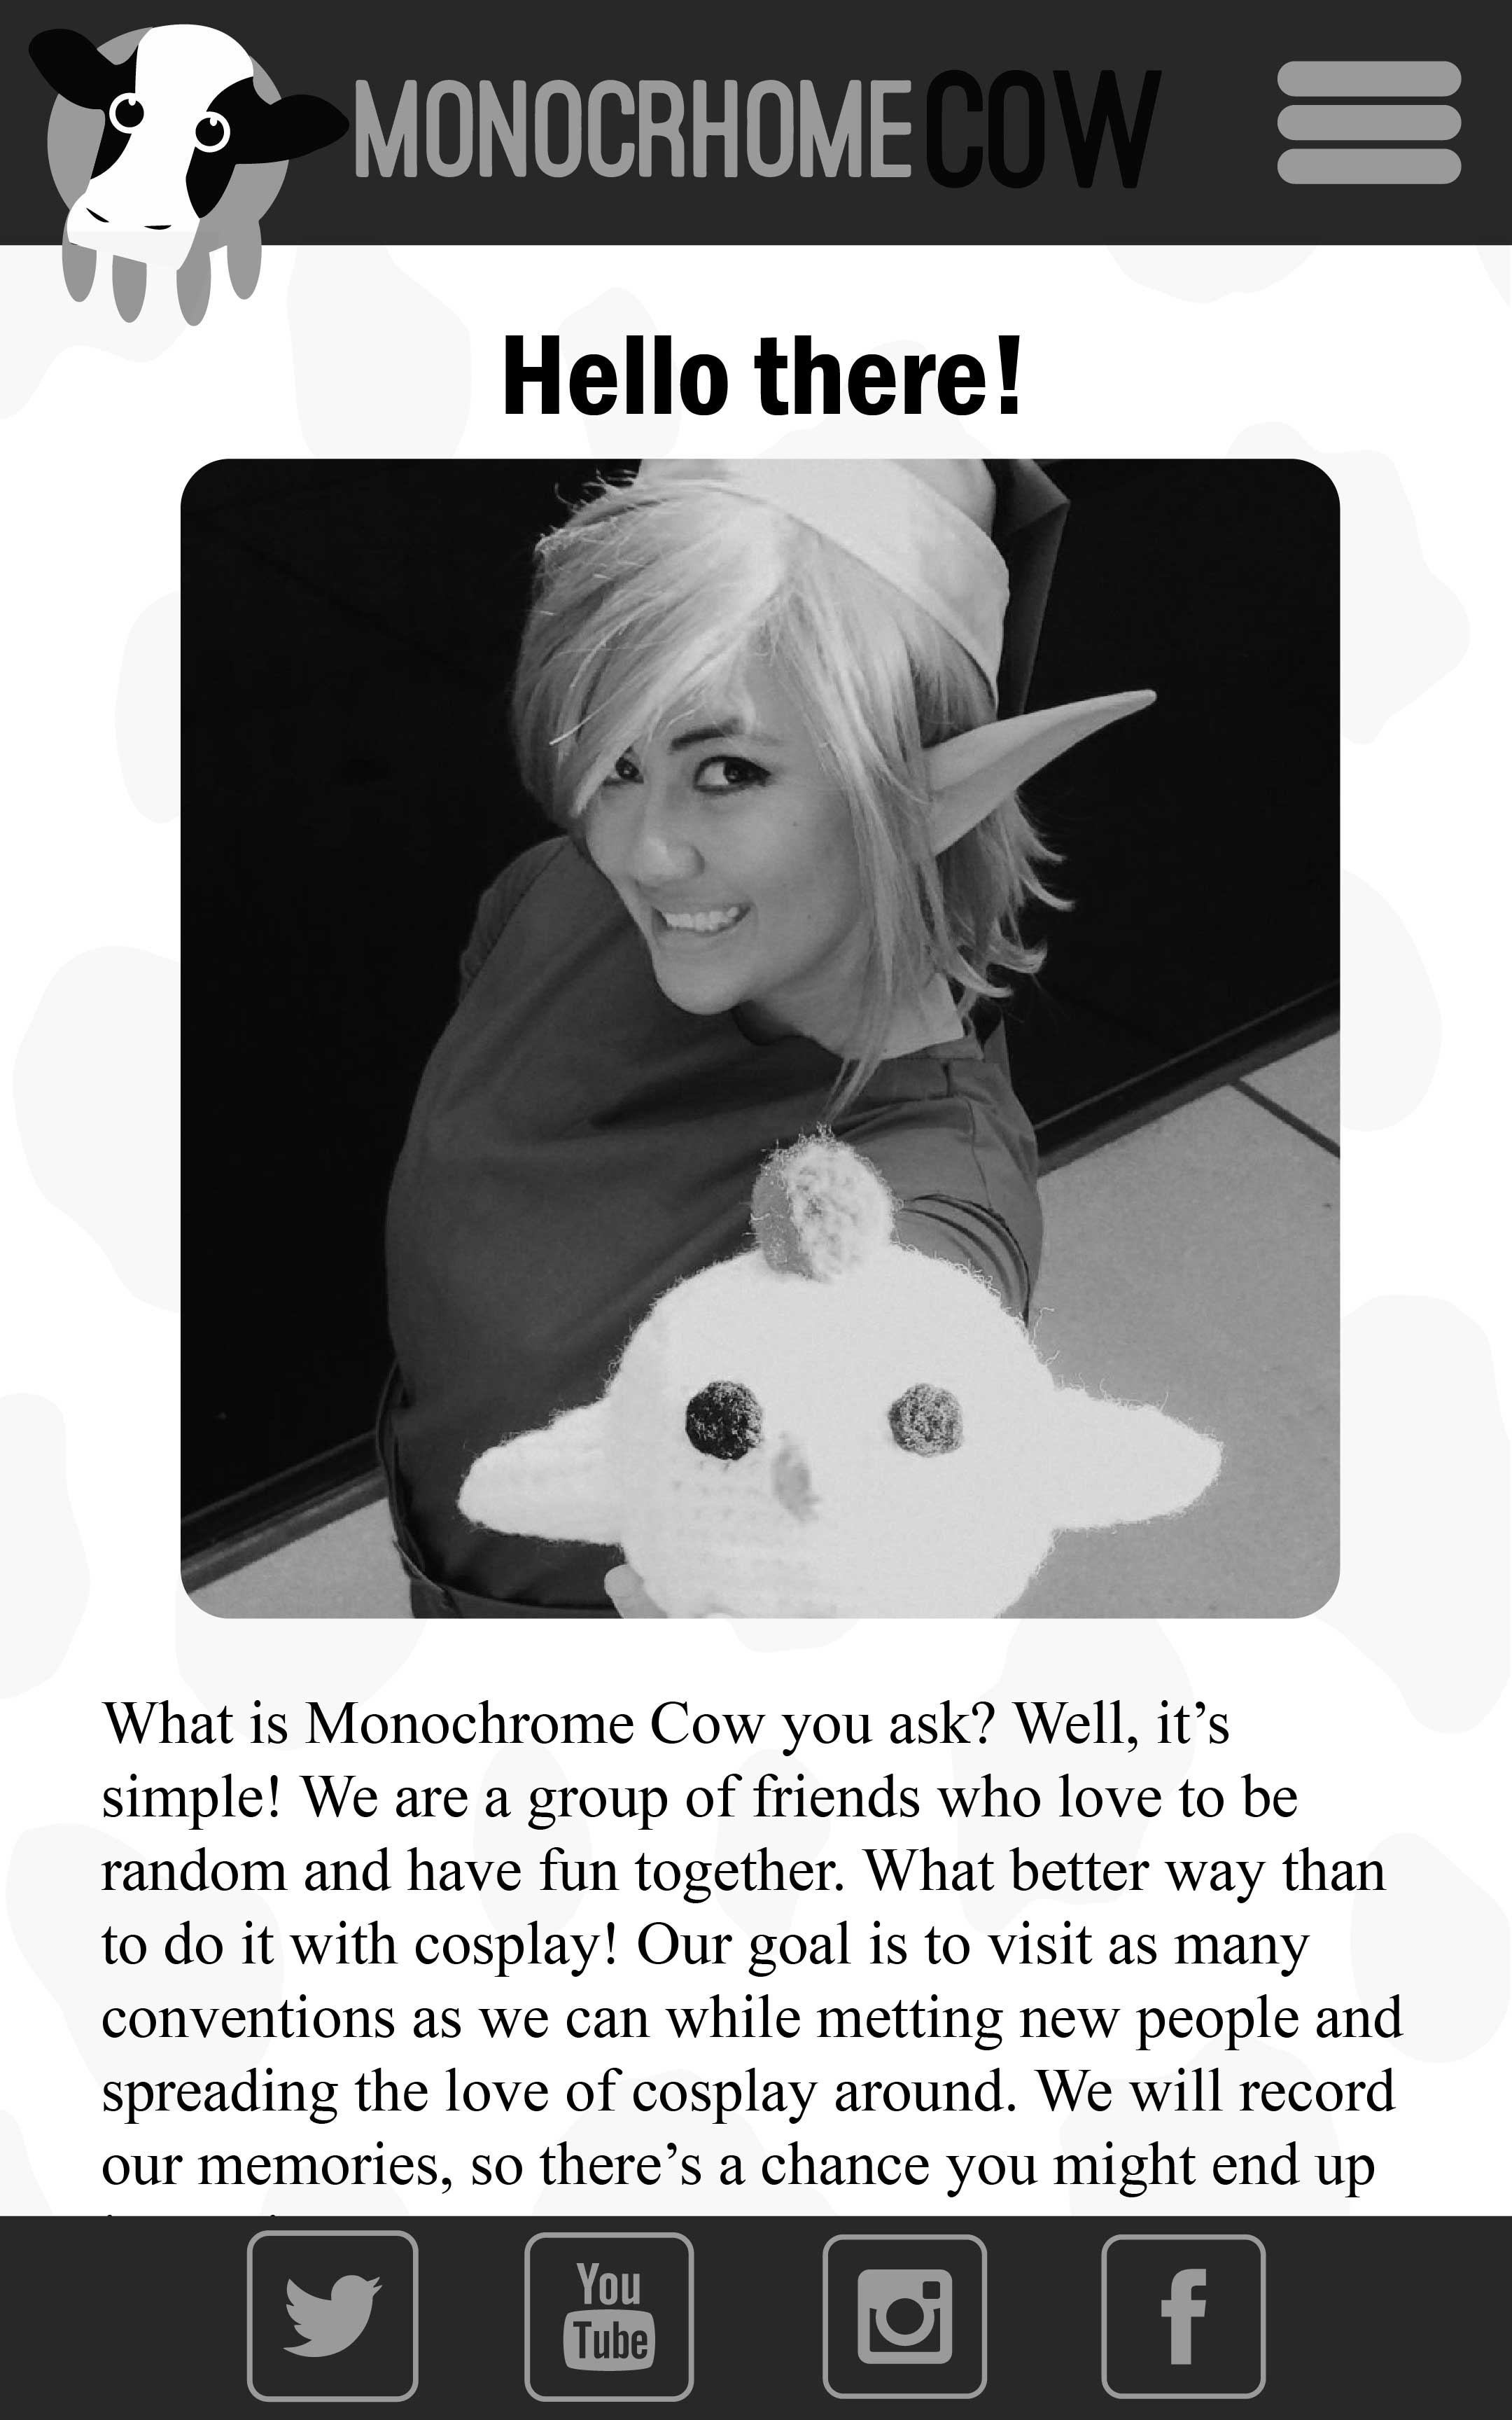 MONOCRHOMECOW
Hello there!
What is Monochrome Cow you ask? Well, it’s
simple! We are a group of friends who love to be
random and have fun together. What better way than
to do it with cosplay! Our goal is to visit as many
conventions as we can while metting new people and
spreading the love of cosplay around. We will record
our memories, so there’s a chance you might end up
You
Tube